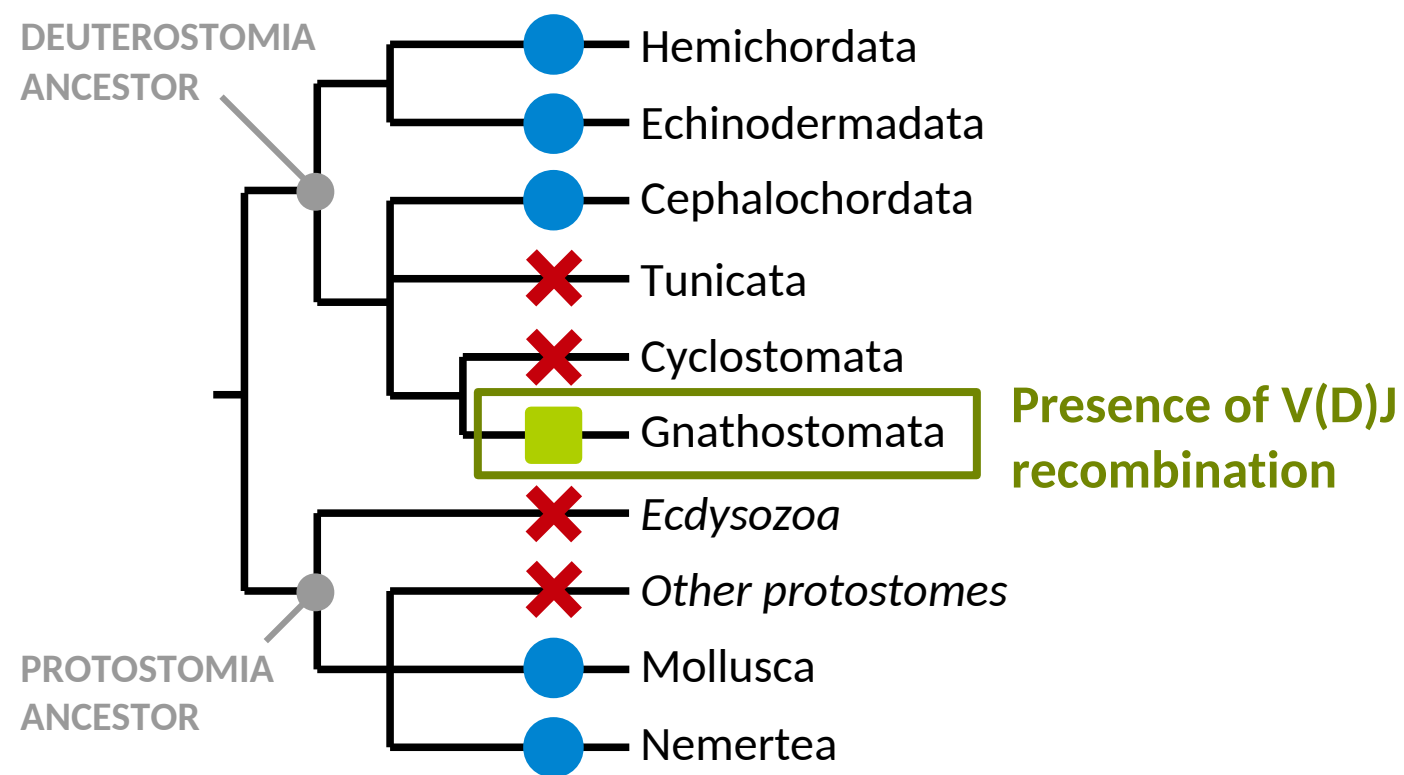 DEUTEROSTOMIA
ANCESTOR
Hemichordata
Echinodermadata
Cephalochordata
Tunicata
Cyclostomata
Gnathostomata
Presence of V(D)J
recombination
Ecdysozoa
Other protostomes
Mollusca
Nemertea
PROTOSTOMIA
ANCESTOR